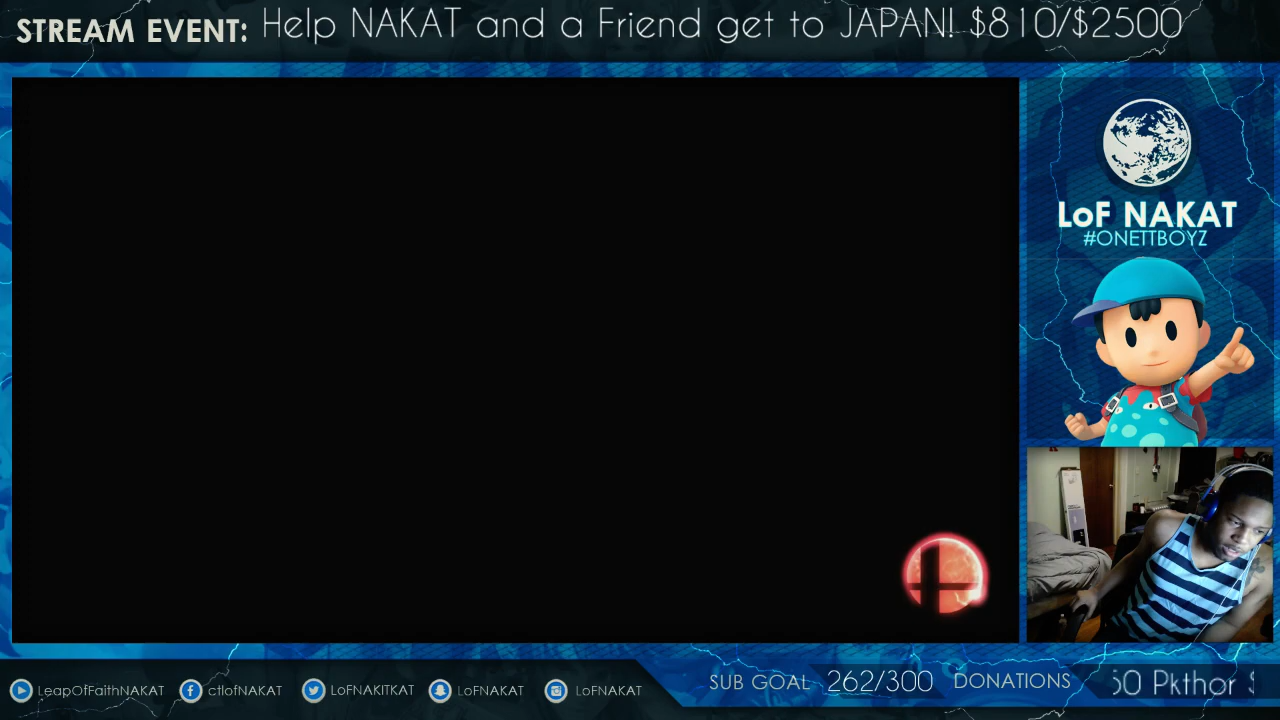 STREAM EVENT: Help NAKAT and a Friend get to JAPAN! $810/$2500
LoF NAKAT
#ONETTBOYZ
LeapOfFaithNAKAT ctlofNAKAT LoFNAKITKAT LoFNAKAT LoFNAKAT
SUB GOAL 262/300 DONATIONS 50 Pkthor $